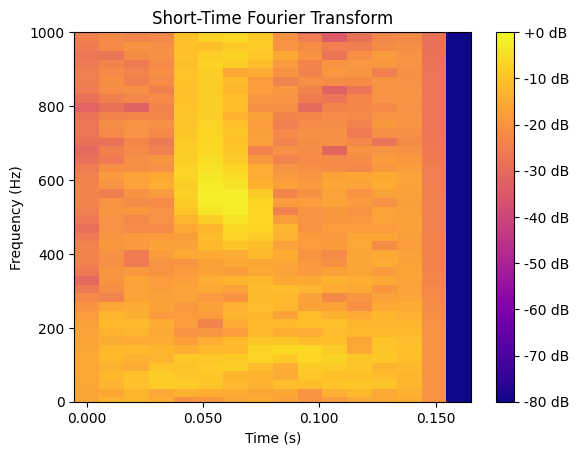 Short-Time Fourier Transform
Frequency (Hz)
1000
800
600
400
200
0
0.000
0.050
0.100
0.150
Time (s)
+0 dB
-10 dB
-20 dB
-30 dB
-40 dB
-50 dB
-60 dB
-70 dB
-80 dB